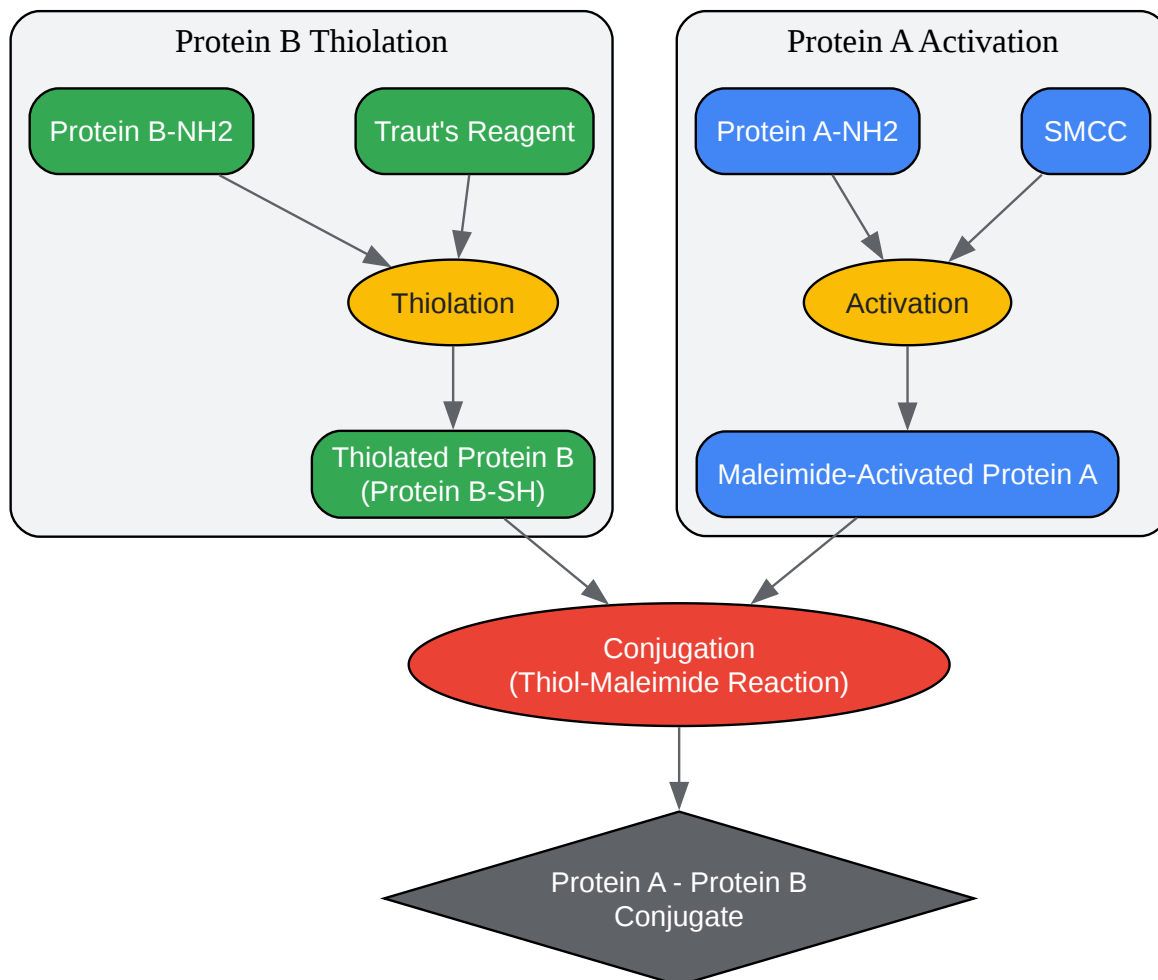 Protein B Thiolation
Protein A Activation
Protein B-NH2
Traut's Reagent
Protein A-NH2
SMCC
Thiolation
Activation
Thiolated Protein B
(Protein B-SH)
Maleimide-Activated Protein A
Conjugation
(Thiol-Maleimide Reaction)
Protein A - Protein B
Conjugate